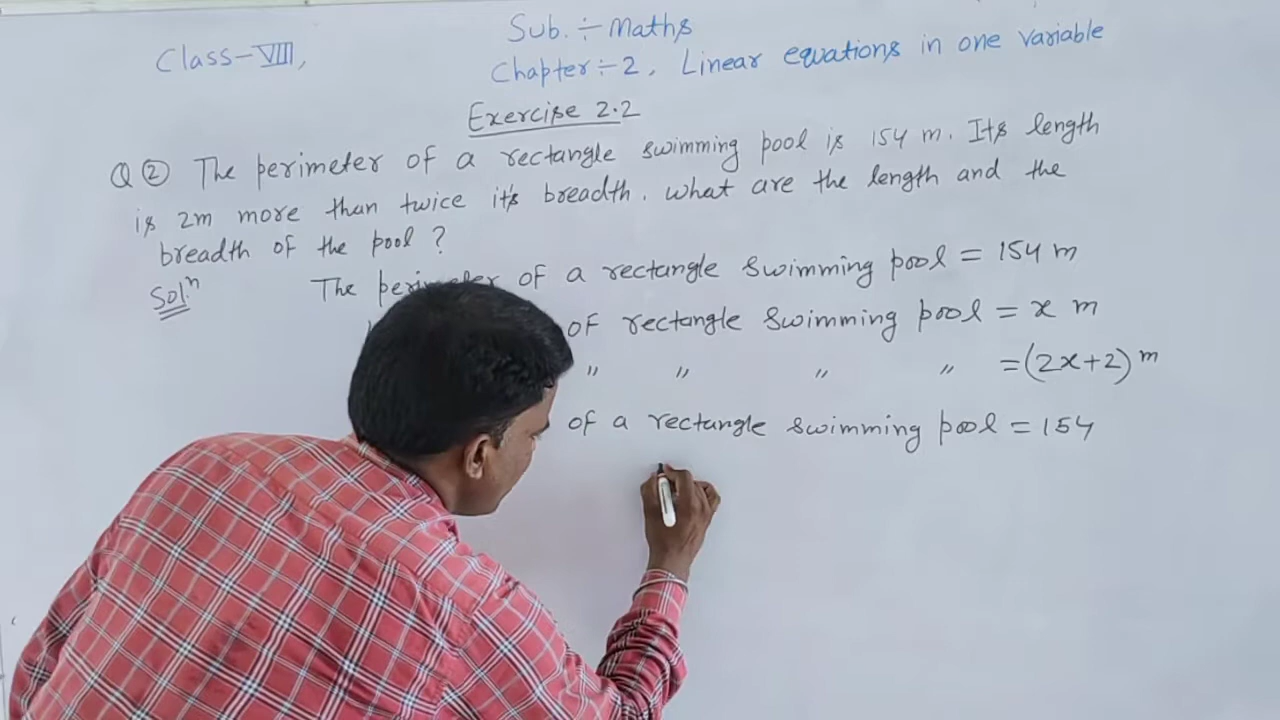 Sub. ÷ Maths
Class-VIII,
Chapter ÷ 2, Linear equations in one variable
Exercise 2.2
Q ② The perimeter of a rectangle swimming pool is 154 m. Its length
is 2m more than twice it's breadth. what are the length and the
breadth of the pool ?
Solⁿ The perimeter of a rectangle swimming pool = 154 m
of rectangle swimming pool = x m
" " " " = (2x+2) m
of a rectangle swimming pool = 154